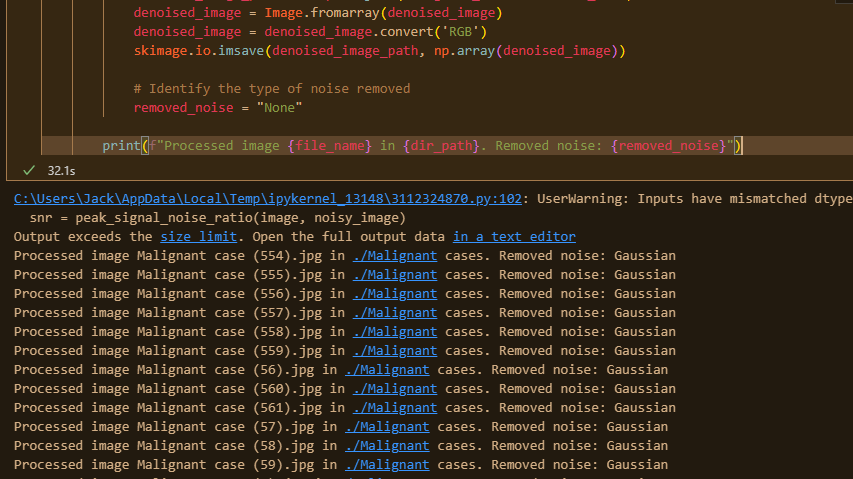 denoised_image = Image.fromarray(denoised_image)
denoised_image = denoised_image.convert('RGB')
skimage.io.imsave(denoised_image_path, np.array(denoised_image))
# Identify the type of noise removed
removed_noise = "None"
print(f"Processed image {file_name} in {dir_path}. Removed noise: {removed_noise}")
32.1s
C:\Users\Jack\AppData\Local\Temp\ipykernel_13148\3112324870.py:102: UserWarning: Inputs have mismatched dtype
snr = peak_signal_noise_ratio(image, noisy_image)
Output exceeds the size limit. Open the full output data in a text editor
Processed image Malignant case (554).jpg in ./Malignant cases. Removed noise: Gaussian
Processed image Malignant case (555).jpg in ./Malignant cases. Removed noise: Gaussian
Processed image Malignant case (556).jpg in ./Malignant cases. Removed noise: Gaussian
Processed image Malignant case (557).jpg in ./Malignant cases. Removed noise: Gaussian
Processed image Malignant case (558).jpg in ./Malignant cases. Removed noise: Gaussian
Processed image Malignant case (559).jpg in ./Malignant cases. Removed noise: Gaussian
Processed image Malignant case (56).jpg in ./Malignant cases. Removed noise: Gaussian
Processed image Malignant case (560).jpg in ./Malignant cases. Removed noise: Gaussian
Processed image Malignant case (561).jpg in ./Malignant cases. Removed noise: Gaussian
Processed image Malignant case (57).jpg in ./Malignant cases. Removed noise: Gaussian
Processed image Malignant case (58).jpg in ./Malignant cases. Removed noise: Gaussian
Processed image Malignant case (59).jpg in ./Malignant cases. Removed noise: Gaussian